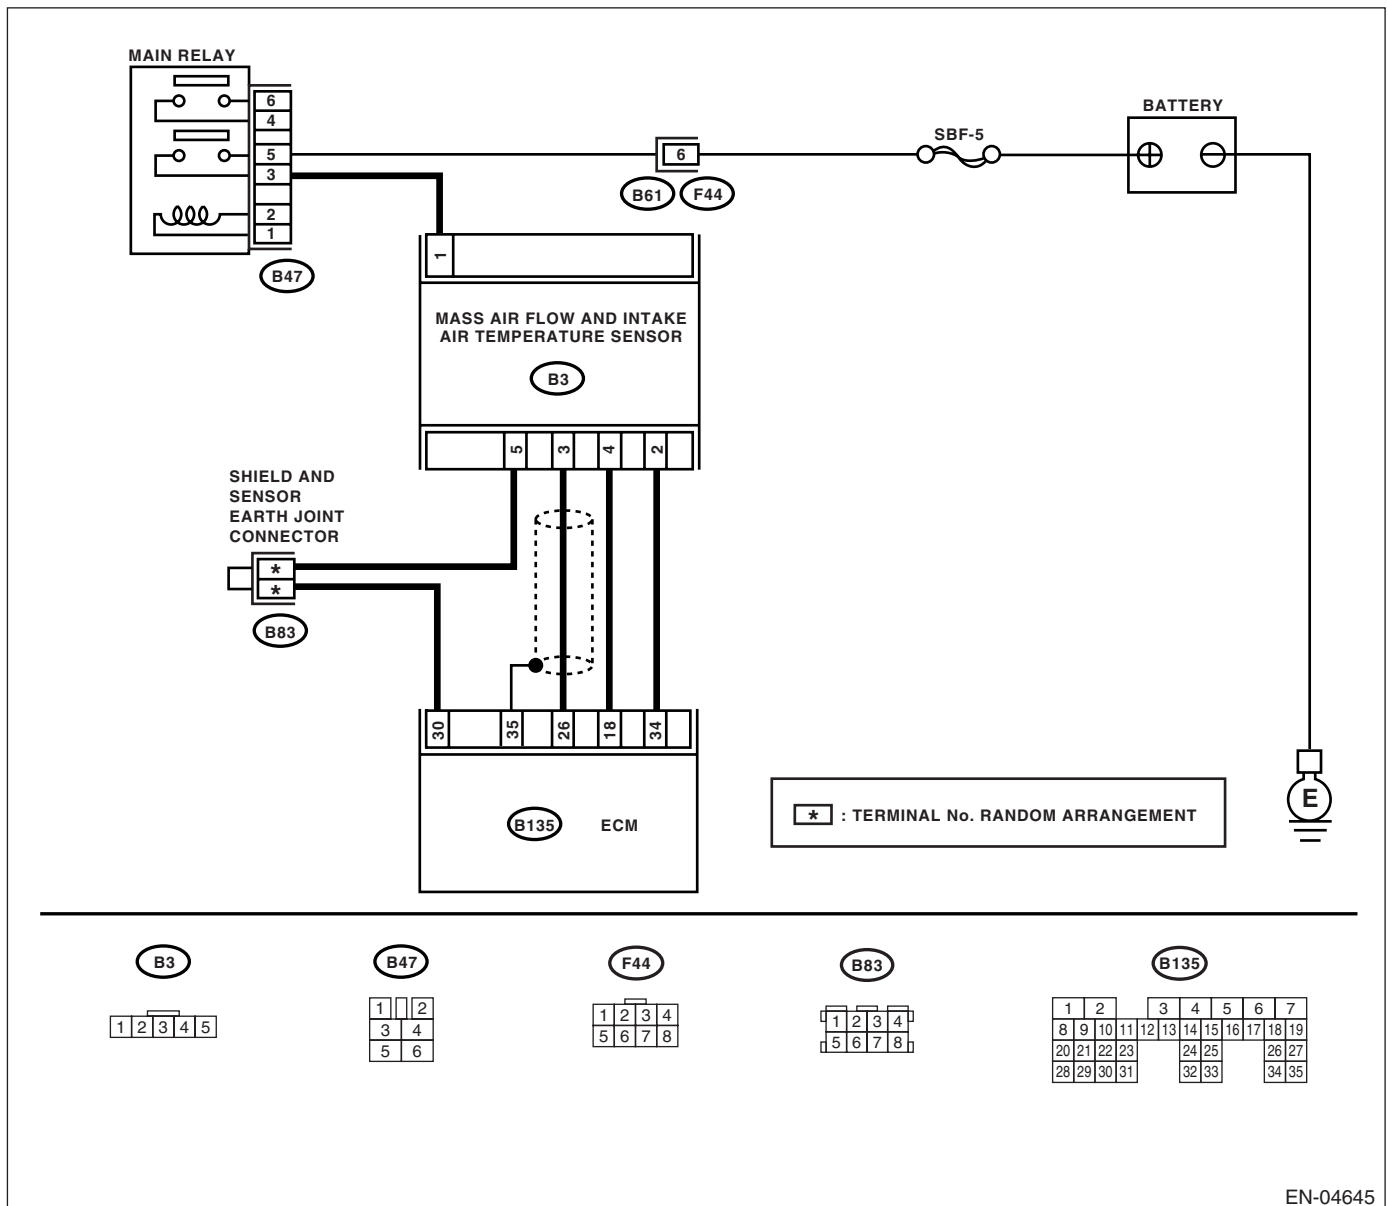 MAIN RELAY
6
4
5
3
2
1
B47
6
B61 F44
SBF-5
BATTERY
1
MASS AIR FLOW AND INTAKE
AIR TEMPERATURE SENSOR
B3
5 3 4 2
SHIELD AND
SENSOR
EARTH JOINT
CONNECTOR
*
*
B83
30 35 26 18 34
B135 ECM
* : TERMINAL No. RANDOM ARRANGEMENT
E
B3
1 2 3 4 5
B47
1 2
3 4
5 6
F44
1 2 3 4
5 6 7 8
B83
1 2 3 4
5 6 7 8
B135
1 2 3 4 5 6 7
8 9 10 11 12 13 14 15 16 17 18 19
20 21 22 23 24 25 26 27
28 29 30 31 32 33 34 35
EN-04645